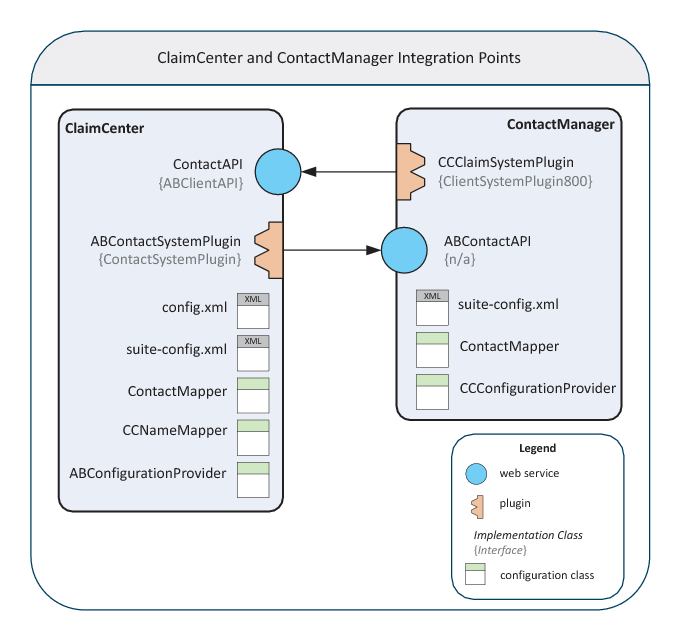 ClaimCenter and ContactManager Integration Points
ClaimCenter
ContactAPI
{ABClientAPI}
ABContactSystemPlugin
{ContactSystemPlugin}
config.xml
XML
suite-config.xml
XML
ContactMapper
CCNameMapper
ABConfigurationProvider
ContactManager
CCClaimSystemPlugin
{ClientSystemPlugin800}
ABContactAPI
{n/a}
XML
suite-config.xml
ContactMapper
CCConfigurationProvider
Legend
web service
plugin
Implementation Class
{Interface}
configuration class